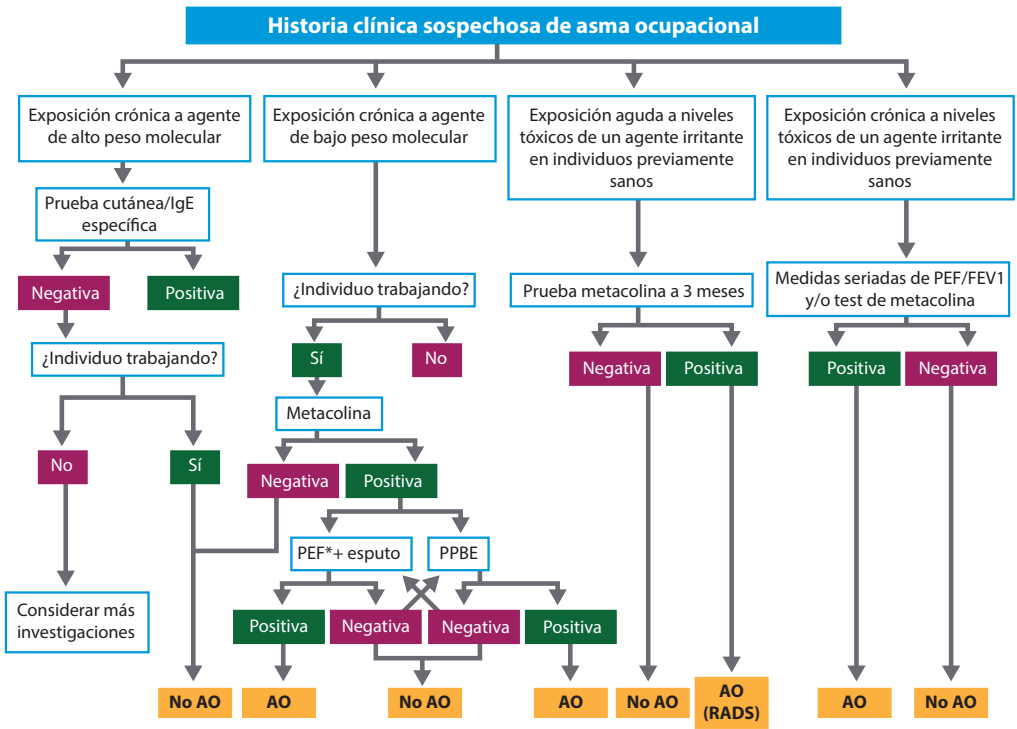 Historia clínica sospechosa de asma ocupacional
Exposición crónica a agente
de alto peso molecular
Exposición crónica a agente
de bajo peso molecular
Exposición aguda a niveles
tóxicos de un agente irritante
en individuos previamente
sanos
Exposición crónica a niveles
tóxicos de un agente irritante
en individuos previamente
sanos
Prueba cutánea/IgE
específica
Negativa
Positiva
¿Individuo trabajando?
Prueba metacolina a 3 meses
Medidas seriadas de PEF/FEV1
y/o test de metacolina
¿Individuo trabajando?
Sí
No
Negativa
Positiva
Positiva
Negativa
Metacolina
No
Sí
Negativa
Positiva
PEF*+ esputo
PPBE
Considerar más
investigaciones
Positiva
Negativa
Negativa
Positiva
No AO
AO
No AO
AO
No AO
AO
(RADS)
AO
No AO